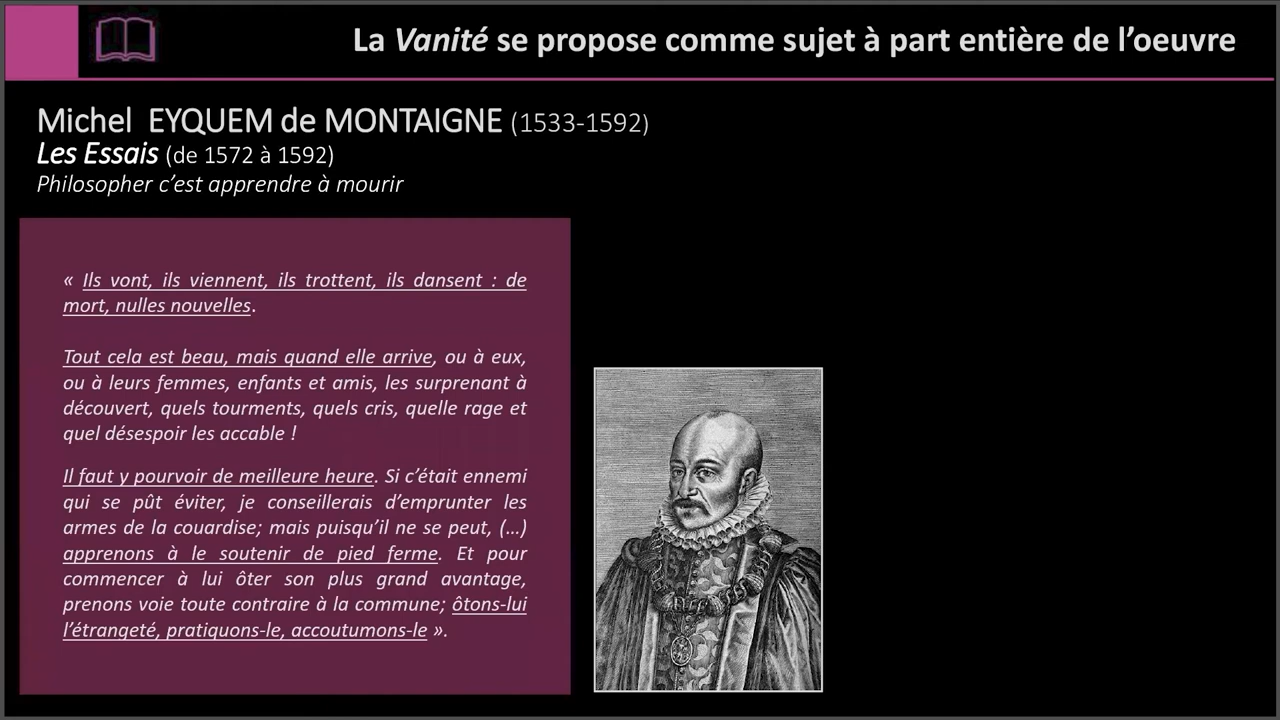 La Vanité se propose comme sujet à part entière de l’oeuvre
Michel EYQUEM de MONTAIGNE (1533-1592)
Les Essais (de 1572 à 1592)
Philosopher c’est apprendre à mourir
« Ils vont, ils viennent, ils trottent, ils dansent : de
mort, nulles nouvelles.
Tout cela est beau, mais quand elle arrive, ou à eux,
ou à leurs femmes, enfants et amis, les surprenant à
découvert, quels tourments, quels cris, quelle rage et
quel désespoir les accable !
Il faut y pourvoir de meilleure heure. Si c’était ennemi
qui se pût éviter, je conseillerais d’emprunter les
armes de la couardise; mais puisqu’il ne se peut, (…)
apprenons à le soutenir de pied ferme. Et pour
commencer à lui ôter son plus grand avantage,
prenons voie toute contraire à la commune; ôtons-lui
l’étrangeté, pratiquons-le, accoutumons-le ».